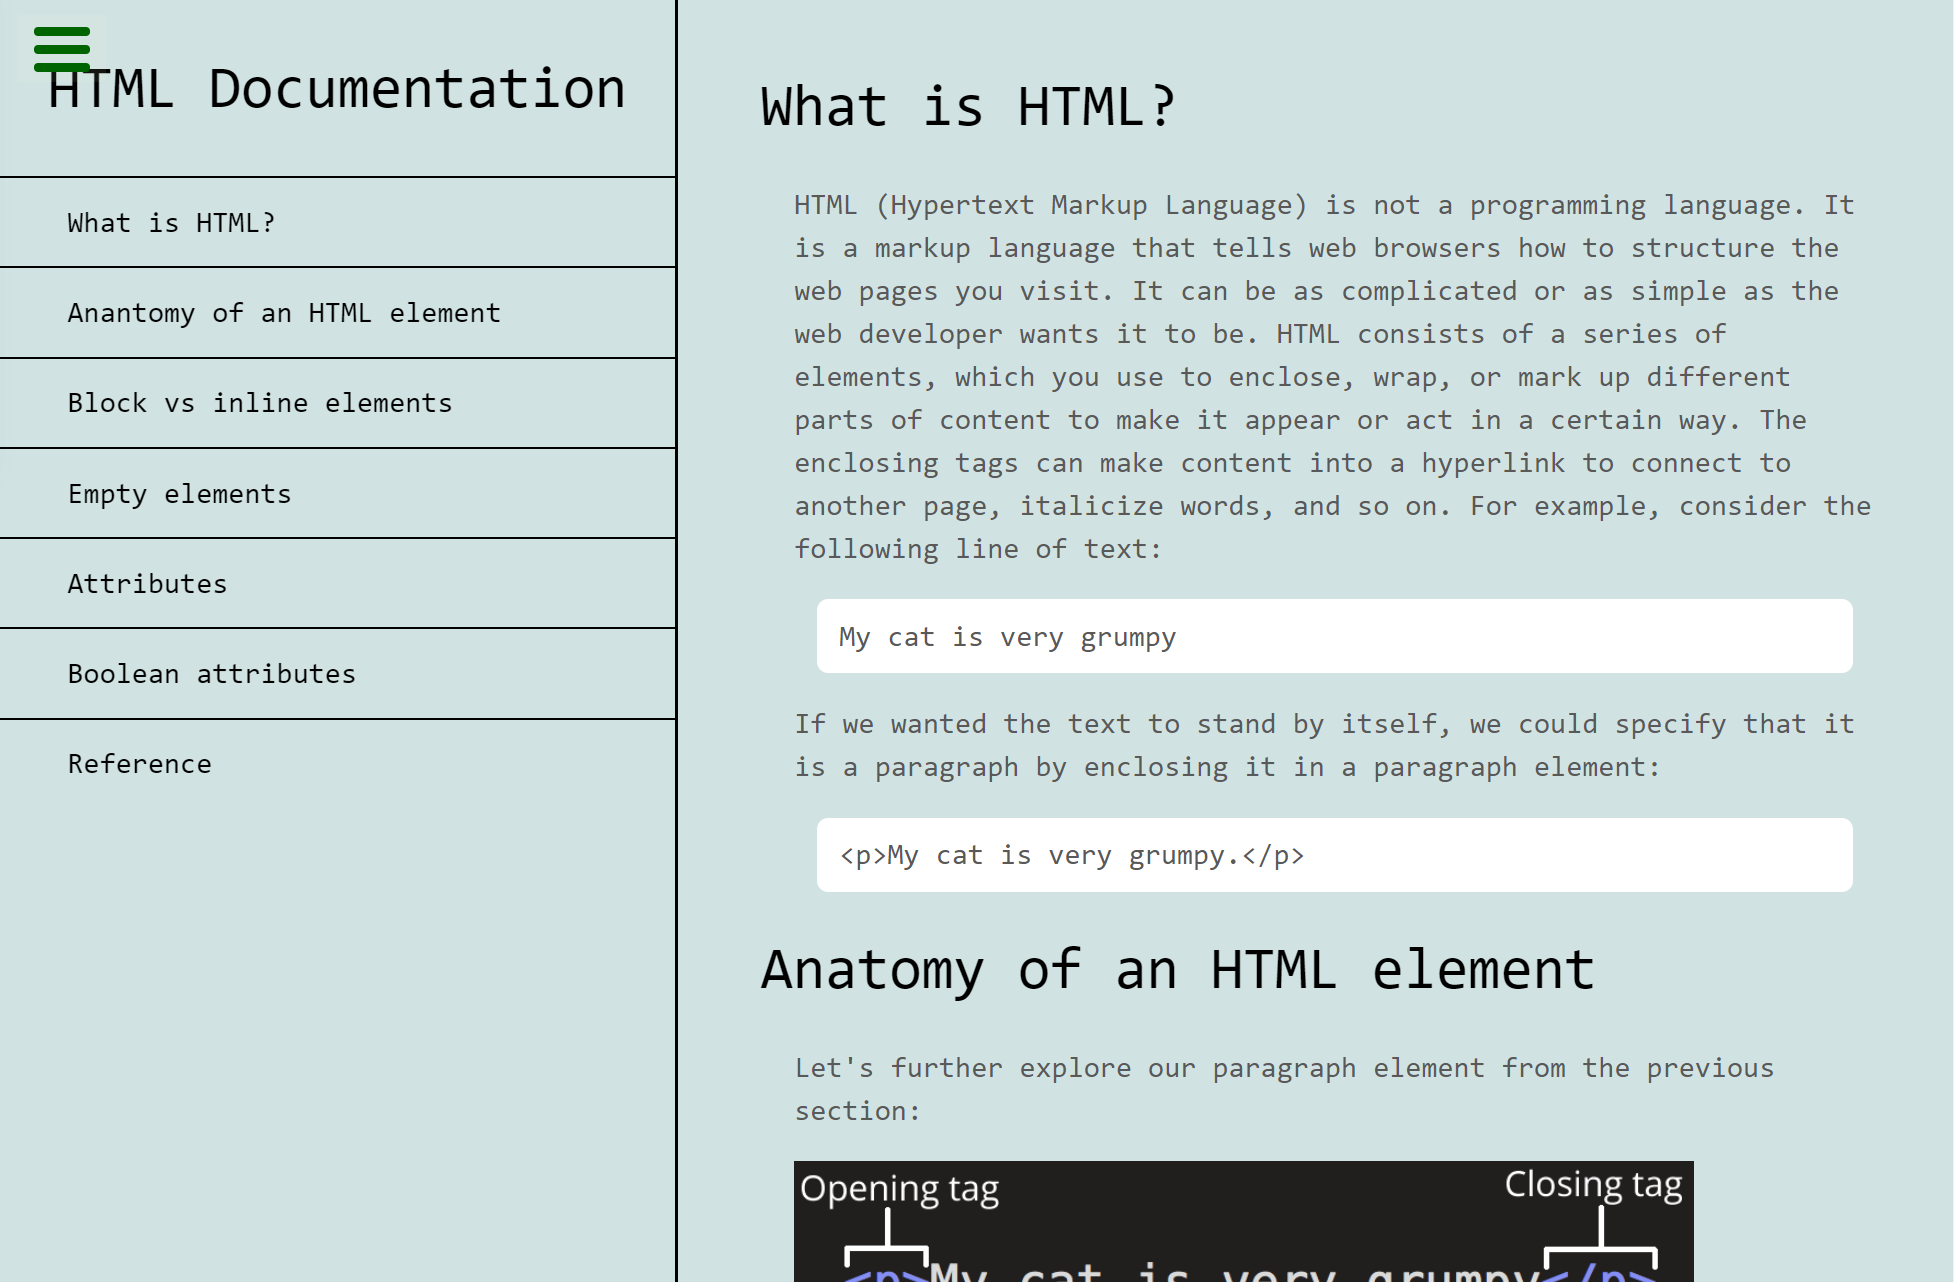 HTML Documentation
What is HTML?
Anantomy of an HTML element
Block vs inline elements
Empty elements
Attributes
Boolean attributes
Reference
What is HTML?
HTML (Hypertext Markup Language) is not a programming language. It
is a markup language that tells web browsers how to structure the
web pages you visit. It can be as complicated or as simple as the
web developer wants it to be. HTML consists of a series of
elements, which you use to enclose, wrap, or mark up different
parts of content to make it appear or act in a certain way. The
enclosing tags can make content into a hyperlink to connect to
another page, italicize words, and so on. For example, consider the
following line of text:
My cat is very grumpy
If we wanted the text to stand by itself, we could specify that it
is a paragraph by enclosing it in a paragraph element:
<p>My cat is very grumpy.</p>
Anatomy of an HTML element
Let's further explore our paragraph element from the previous
section:
Opening tag
Closing tag
<p>My cat is very grumpy</p>